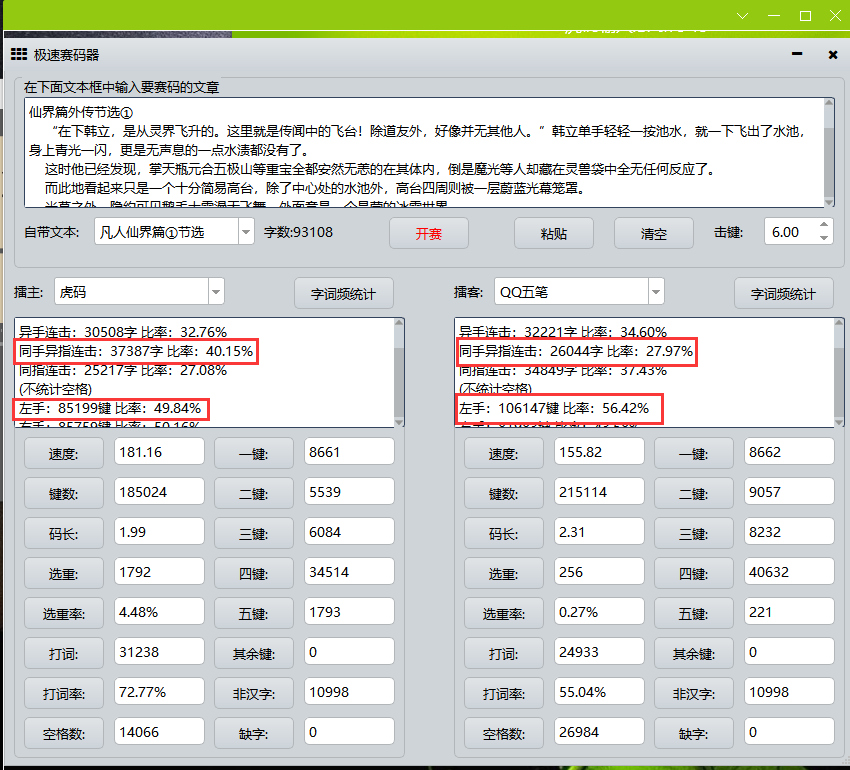 极速赛码器
在下面文本框中输入要赛码的文章
仙界篇外传节选①
“在下韩立，是从灵界飞升的。这里就是传闻中的飞台！除道友外，好像并无其他人。”韩立单手轻轻一按池水，就一下飞出了水池，
身上青光一闪，更是无声息的一点水渍都没有了。
这时他已经发现，掌天瓶元合五极山等重宝全都安然无恙的在其体内，倒是魔光等人却藏在灵兽袋中全无任何反应了。
而此地看起来只是一个十分简易高台，除了中心处的水池外，高台四周则被一层蔚蓝光幕笼罩。
自带文本: 凡人仙界篇①节选 字数:93108 开赛 粘贴 清空 击键: 6.00
擂主: 虎码 字词频统计 擂客: QQ五笔 字词频统计
异手连击：30508字 比率：32.76%
同手异指连击：37387字 比率：40.15%
同指连击：25217字 比率：27.08%
(不统计空格)
左手：85199键 比率：49.84%
右手：85759键 比率：50.16%
异手连击：32221字 比率：34.60%
同手异指连击：26044字 比率：27.97%
同指连击：34849字 比率：37.43%
(不统计空格)
左手：106147键 比率：56.42%
速度: 181.16 一键: 8661
键数: 185024 二键: 5539
码长: 1.99 三键: 6084
选重: 1792 四键: 34514
选重率: 4.48% 五键: 1793
打词: 31238 其余键: 0
打词率: 72.77% 非汉字: 10998
空格数: 14066 缺字: 0
速度: 155.82 一键: 8662
键数: 215114 二键: 9057
码长: 2.31 三键: 8232
选重: 256 四键: 40632
选重率: 0.27% 五键: 221
打词: 24933 其余键: 0
打词率: 55.04% 非汉字: 10998
空格数: 26984 缺字: 0